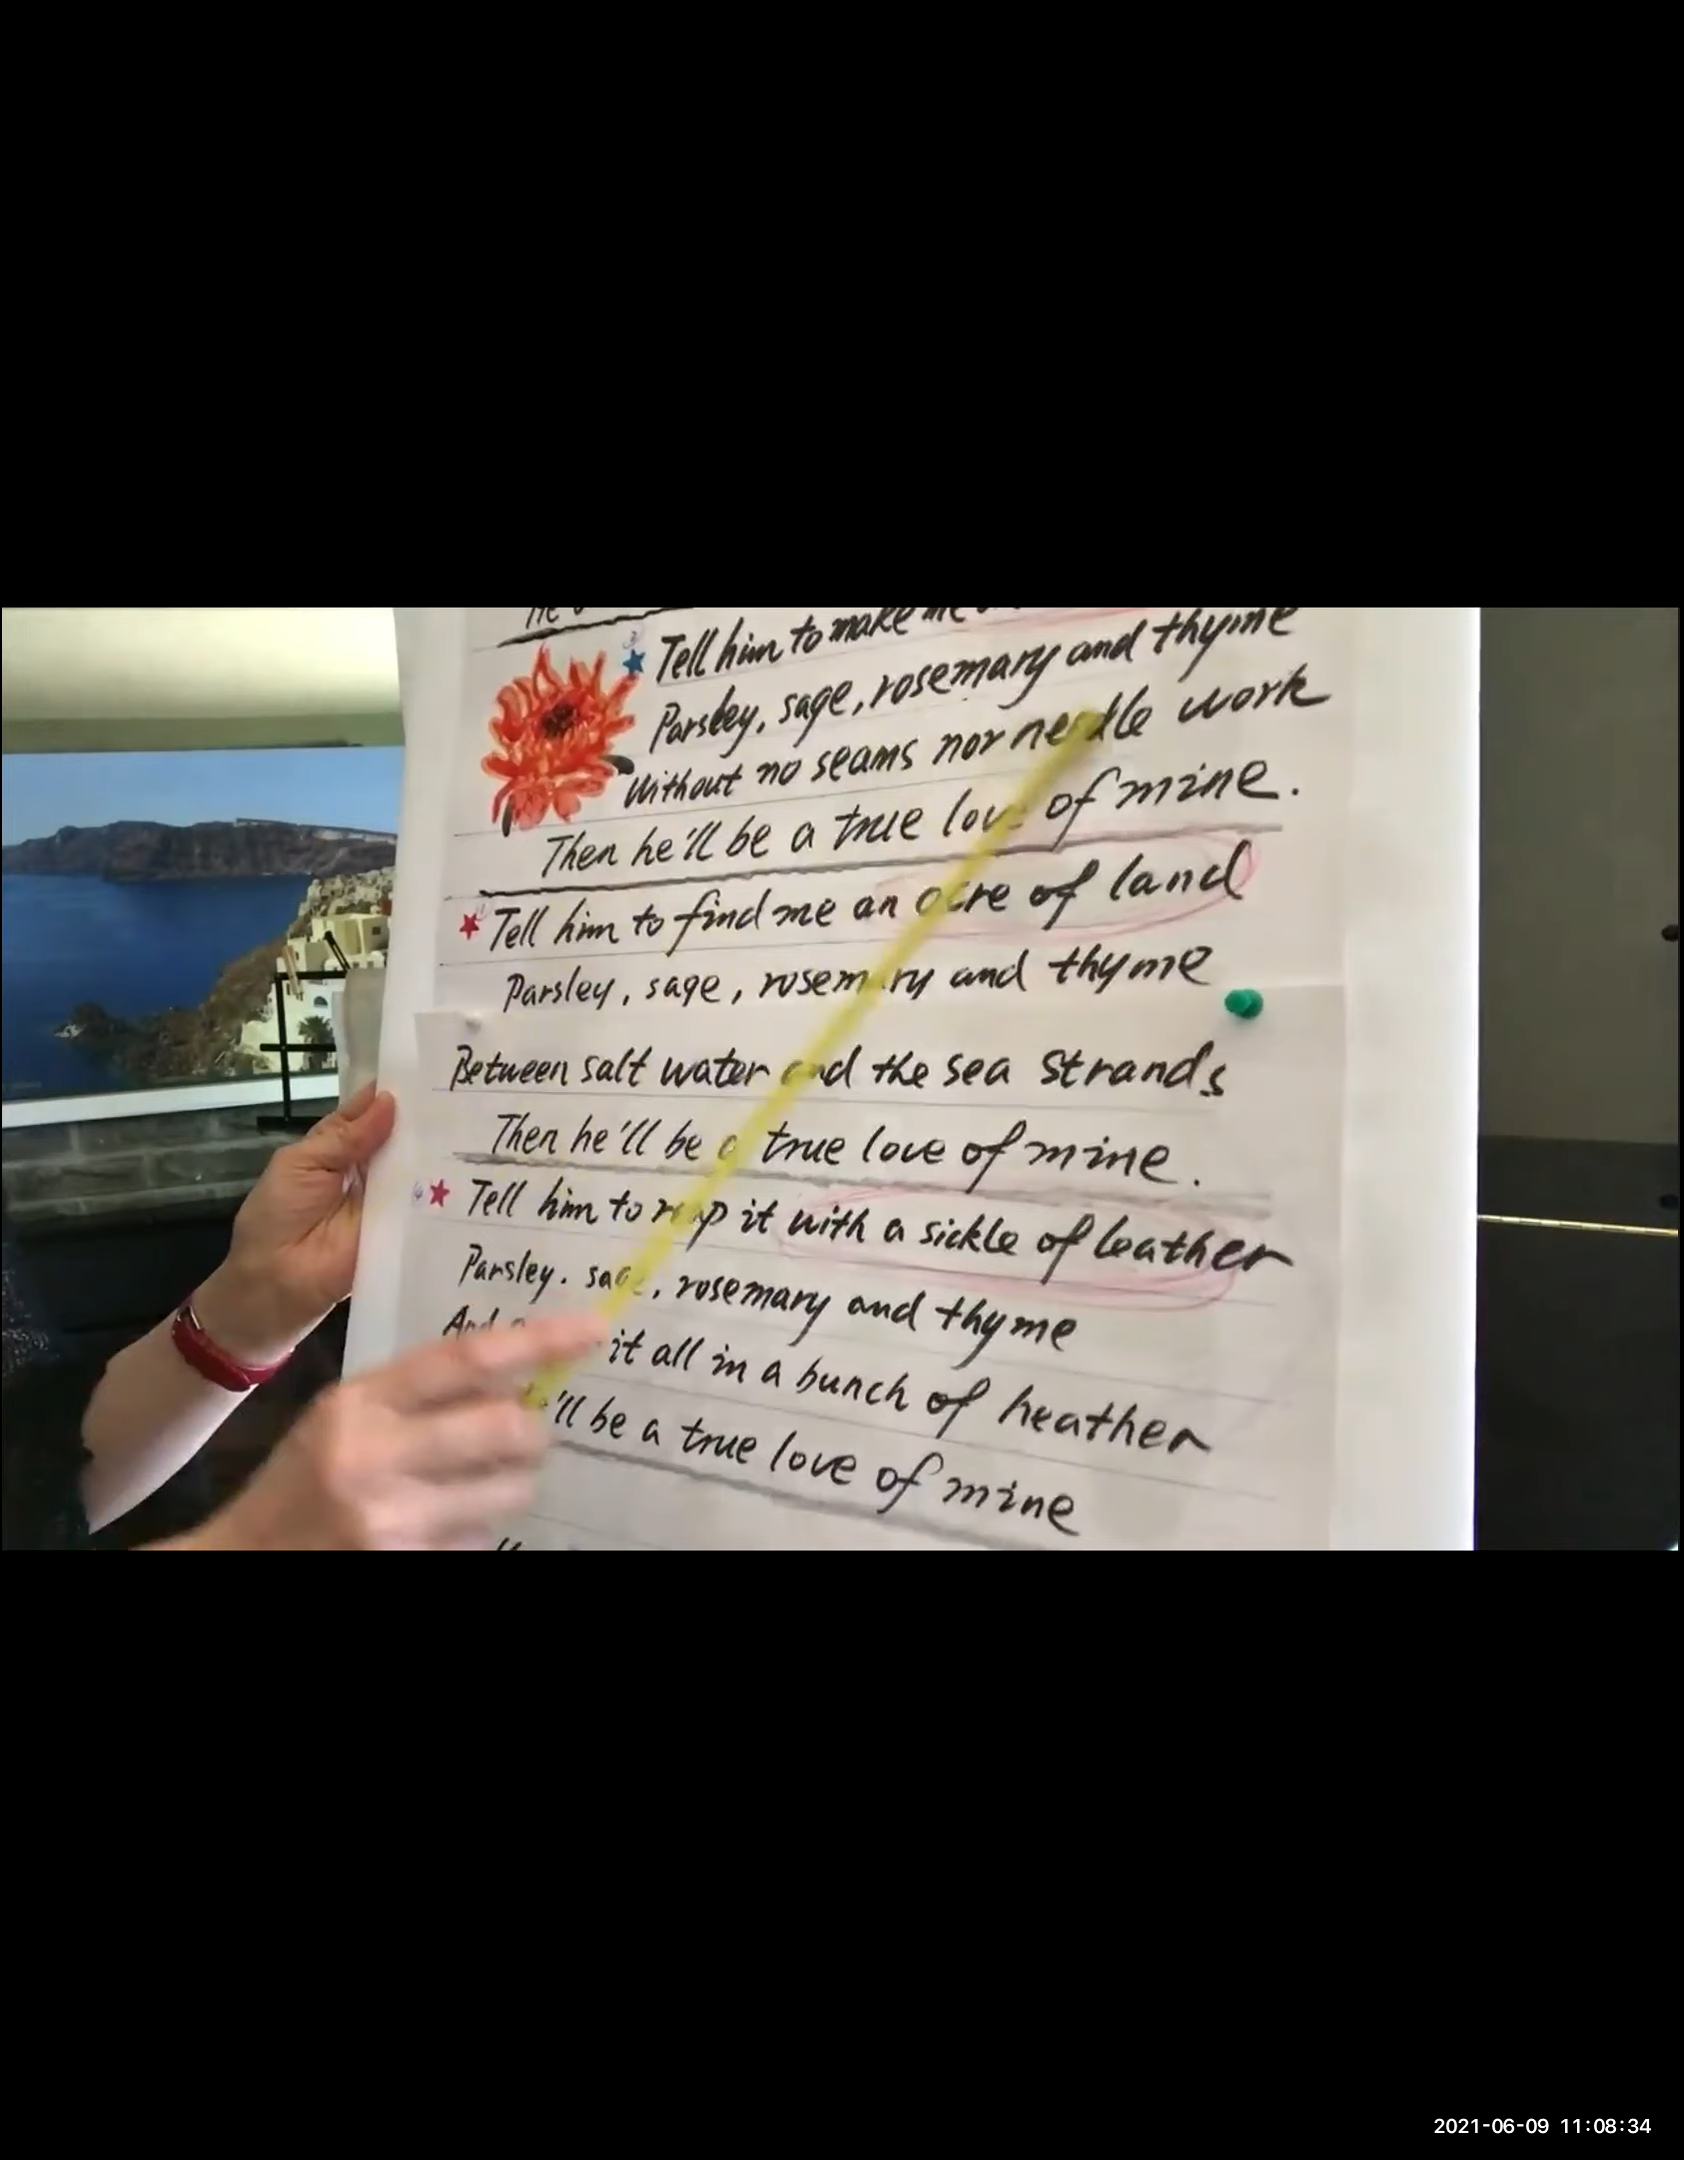 Tell him to make me
Parsley, sage, rosemary and thyme
Without no seams nor needle work
Then he'll be a true love of mine.
Tell him to find me an acre of land
Parsley, sage, rosemary and thyme
Between salt water and the sea strands
Then he'll be a true love of mine.
Tell him to reap it with a sickle of leather
Parsley. sage, rosemary and thyme
And it all in a bunch of heather
he'll be a true love of mine
2021-06-09 11:08:34